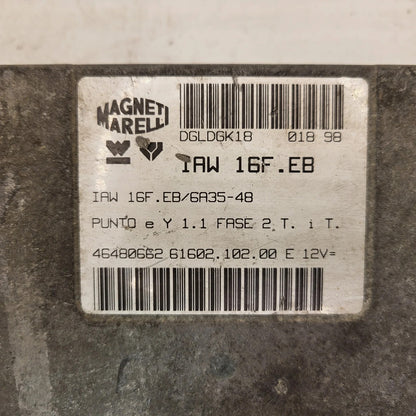 MAGNETI
MARELLI
DGLDGK18 018 98
IAW 16F.EB
IAW 16F.EB/6A35-48
PUNTO e Y 1.1 FASE 2 T. i T.
46480662 61602.102.00 E 12V=